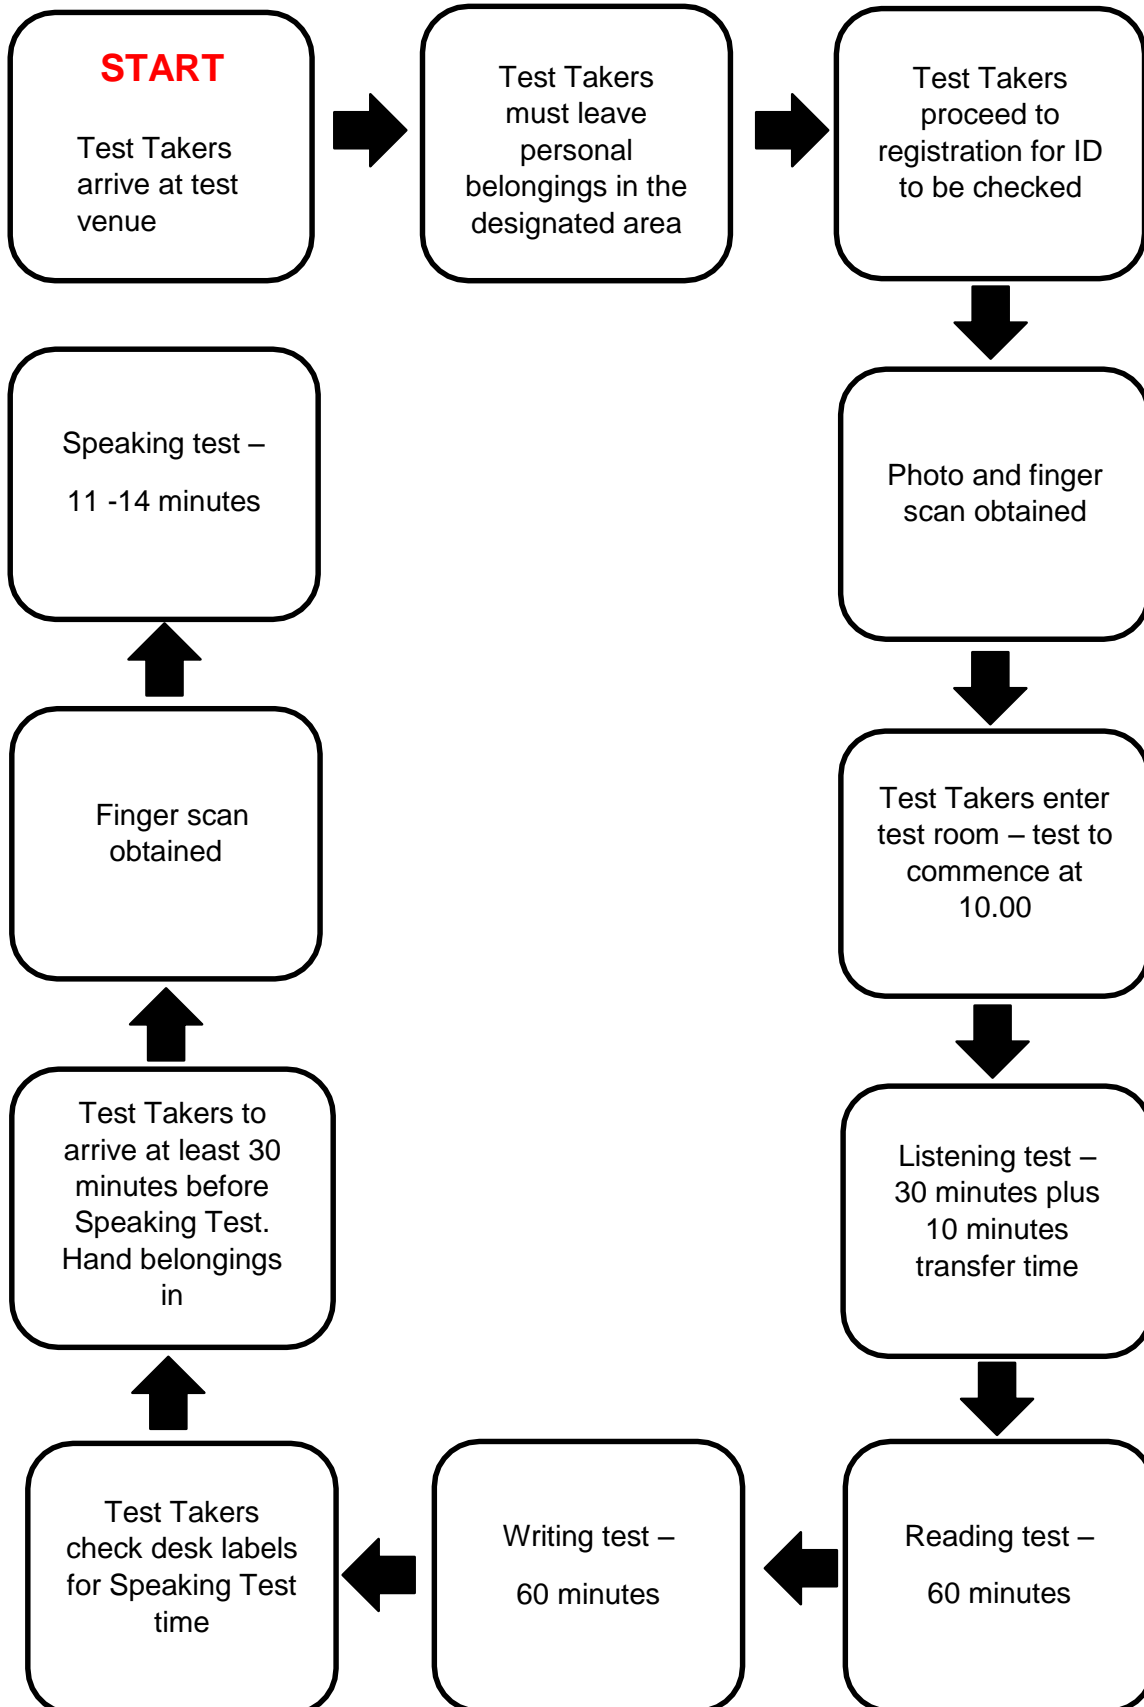 START
Test Takers
arrive at test
venue
Test Takers
must leave
personal
belongings in the
designated area
Test Takers
proceed to
registration for ID
to be checked
Photo and finger
scan obtained
Test Takers enter
test room – test to
commence at
10.00
Listening test –
30 minutes plus
10 minutes
transfer time
Reading test –
60 minutes
Writing test –
60 minutes
Test Takers
check desk labels
for Speaking Test
time
Test Takers to
arrive at least 30
minutes before
Speaking Test.
Hand belongings
in
Finger scan
obtained
Speaking test –
11 -14 minutes